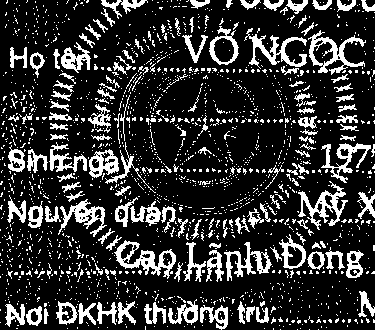 Họ tên: VÕ NGỌC
Sinh ngày 197
Nguyên quán: Mỹ X
Cao Lãnh, Đồng
Nơi ĐKHK thường trú: M